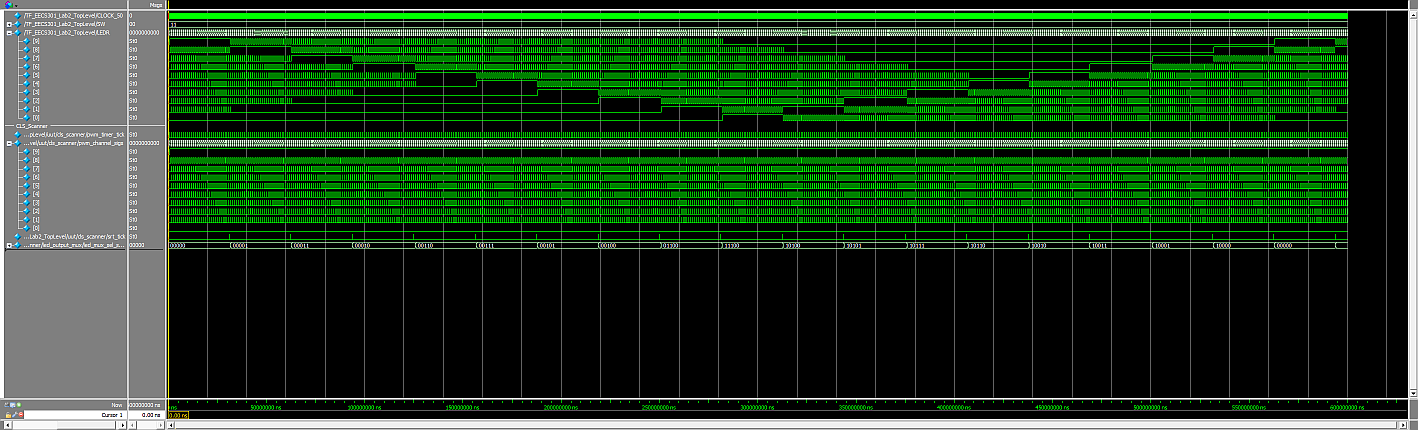 Msgs
/TF_EECS301_Lab2_TopLevel/CLOCK_50 0
/TF_EECS301_Lab2_TopLevel/SW 00 11
/TF_EECS301_Lab2_TopLevel/LEDR 0000000000
[9] St0
[8] St0
[7] St0
[6] St0
[5] St0
[4] St0
[3] St0
[2] St0
[1] St0
[0] St0
CLS_Scanner
...pLevel/uut/cls_scanner/pwm_timer_tick St0
...vel/uut/cls_scanner/pwm_channel_sigs 0000000000
[9] St0
[8] St0
[7] St0
[6] St0
[5] St0
[4] St0
[3] St0
[2] St0
[1] St0
[0] St0
...Lab2_TopLevel/uut/cls_scanner/srt_tick St0
...nner/led_output_mux/led_mux_sel_s... 00000 00000 00001 00011 00010 00110 00111 00101 00100 01100 11100 10100 10101 10111 10110 10010 10011 10001 10000 00000
Now 00000000 ns ns 50000000 ns 100000000 ns 150000000 ns 200000000 ns 250000000 ns 300000000 ns 350000000 ns 400000000 ns 450000000 ns 500000000 ns 550000000 ns 600000000 ns
Cursor 1 0.00 ns 0.00 ns